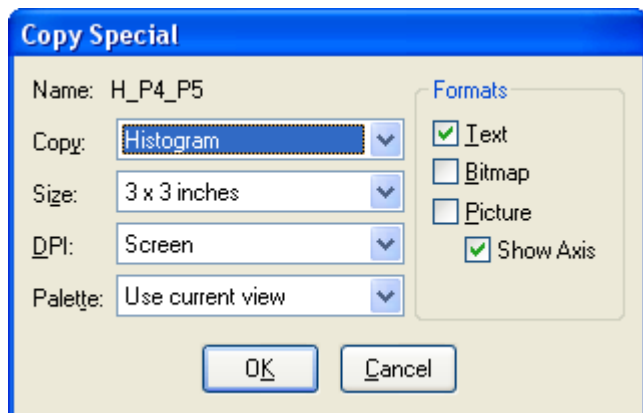 Copy Special
Name: H_P4_P5
Copy: Histogram
Size: 3 x 3 inches
DPI: Screen
Palette: Use current view
Formats
Text
Bitmap
Picture
Show Axis
OK Cancel